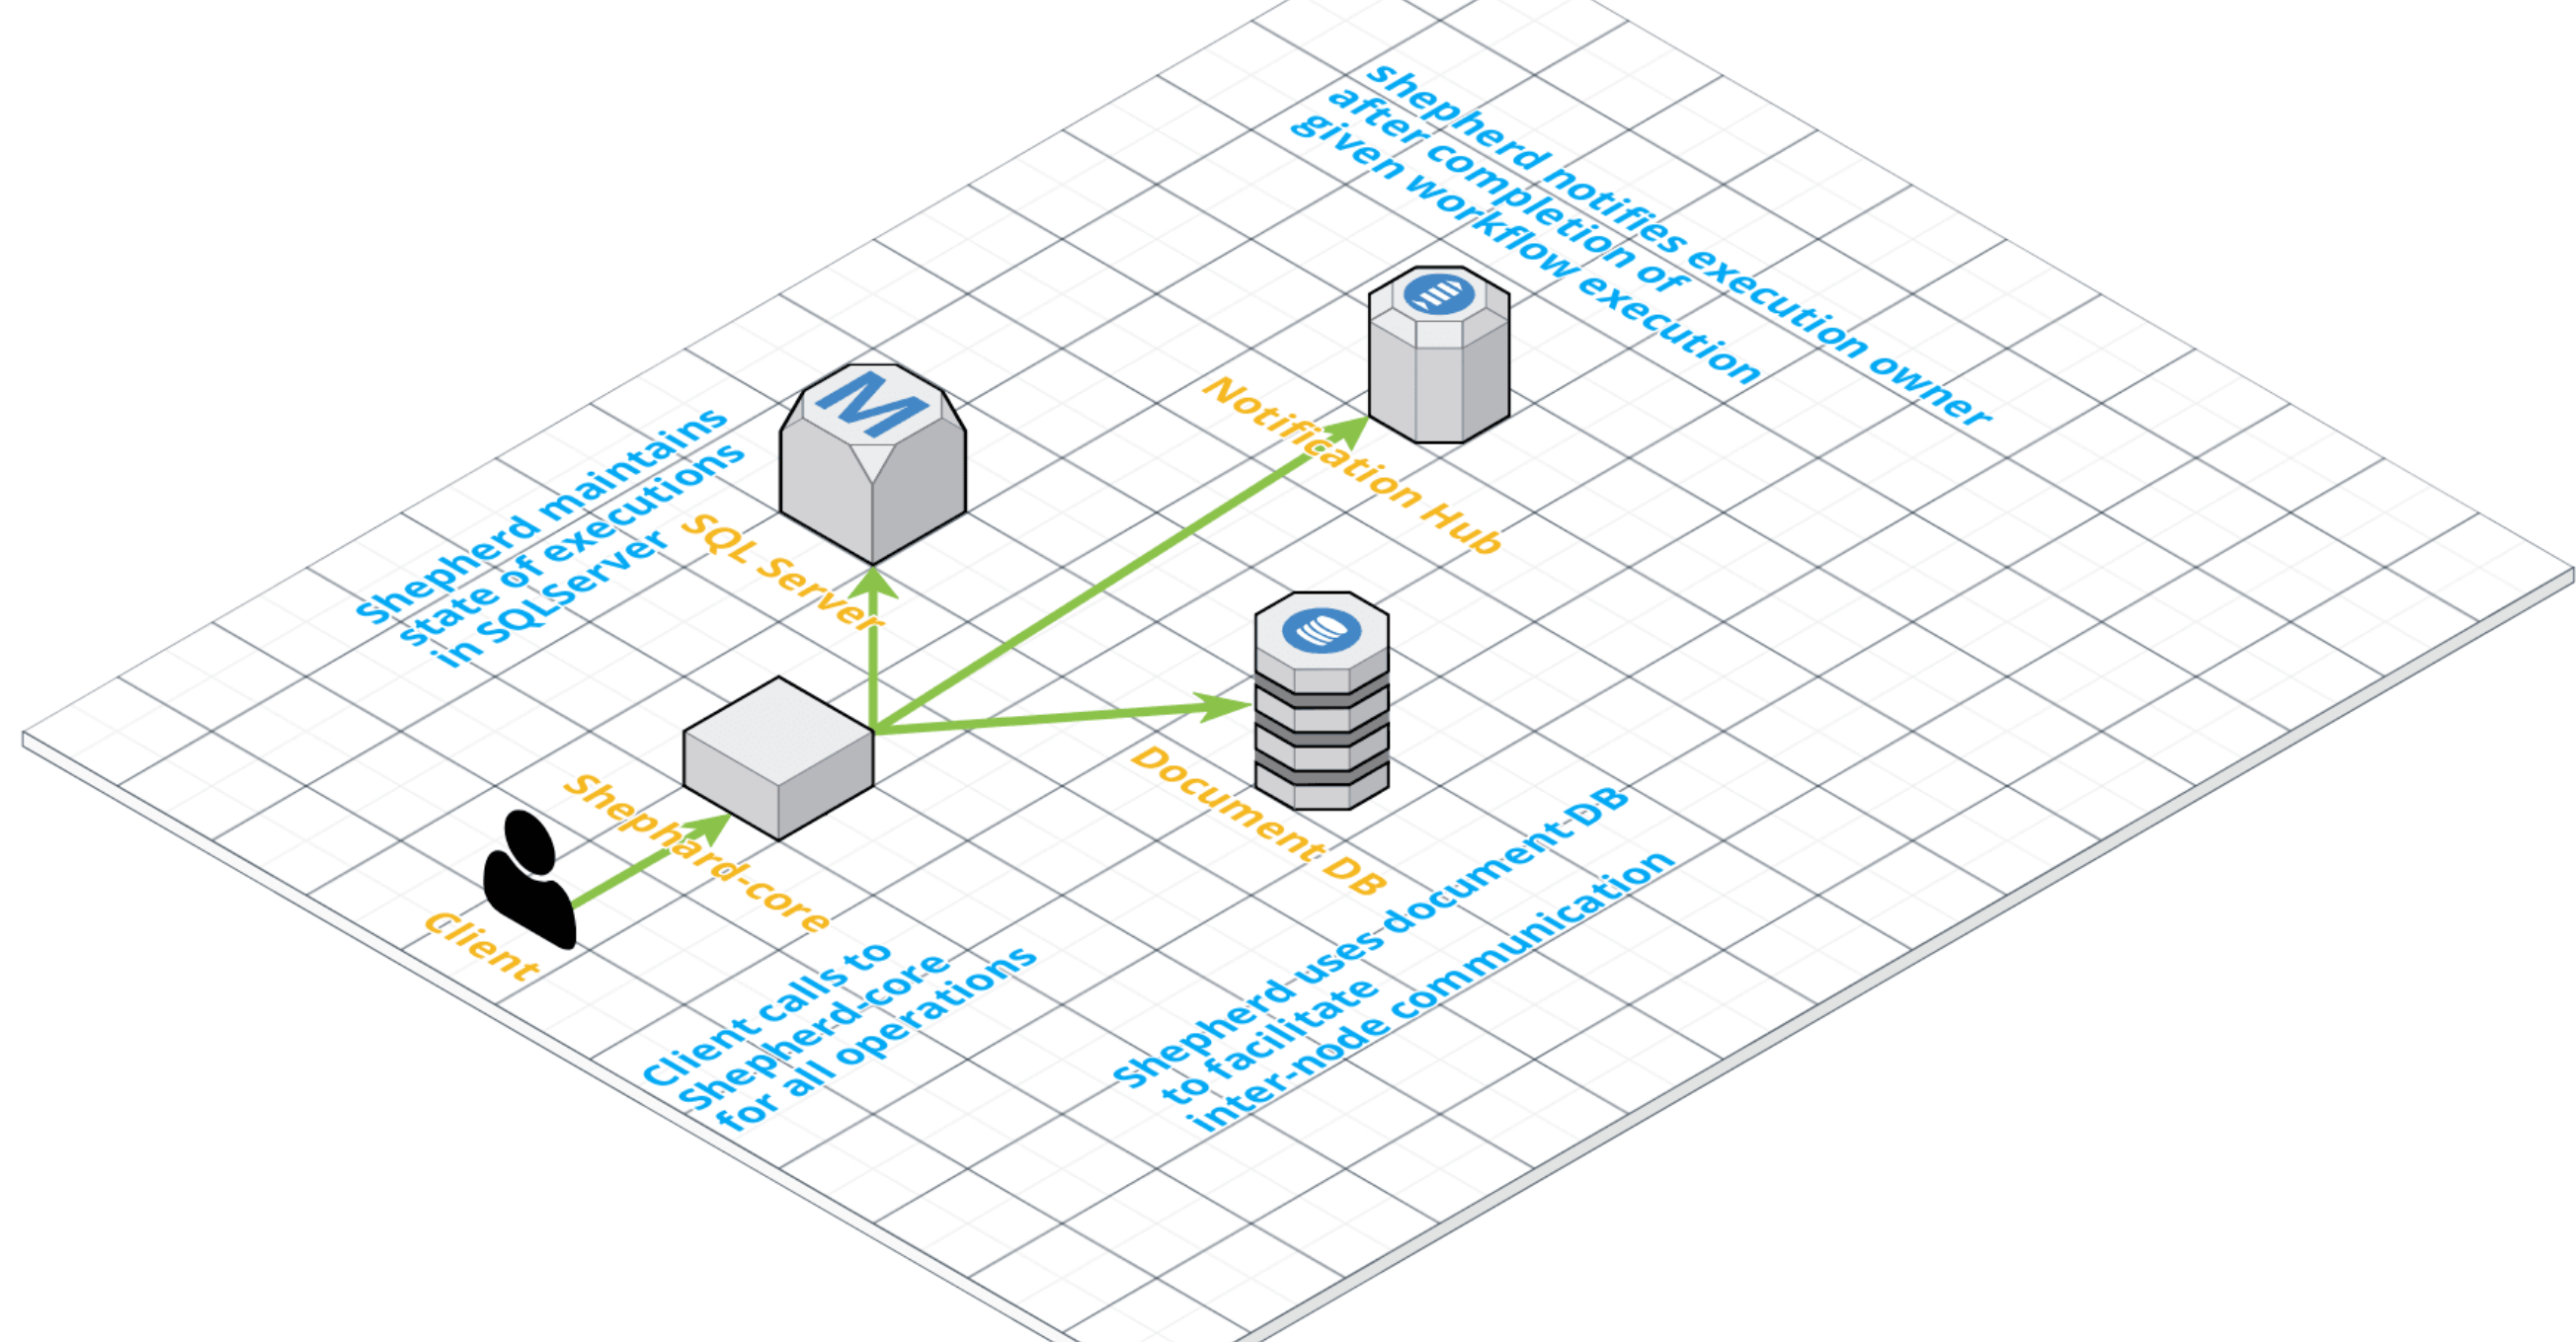 shepherd notifies execution owner
after completion of
given workflow execution
M
Notification Hub
Shepherd maintains
state of executions
in SQLServer
SQL Server
Document DB
Shephard-core
Client
Client calls to
Shepherd-core
for all operations
Shepherd uses document DB
to facilitate
inter-node communication